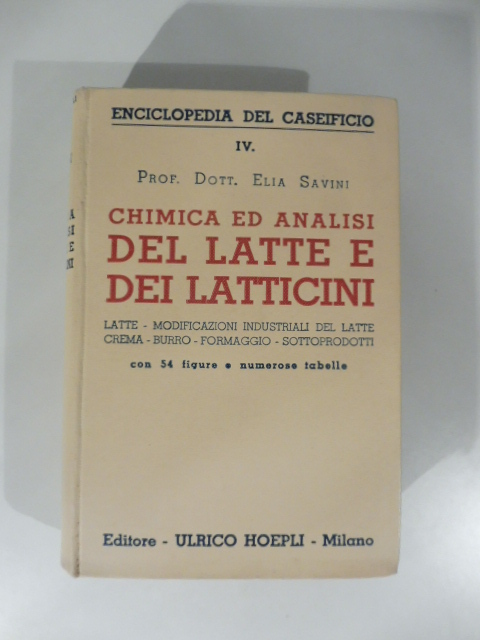 ENCICLOPEDIA DEL CASEIFICIO
IV.
PROF. DOTT. ELIA SAVINI
CHIMICA ED ANALISI
DEL LATTE E
DEI LATTICINI
LATTE - MODIFICAZIONI INDUSTRIALI DEL LATTE
CREMA - BURRO - FORMAGGIO - SOTTOPRODOTTI
con 54 figure e numerose tabelle
Editore - ULRICO HOEPLI - Milano